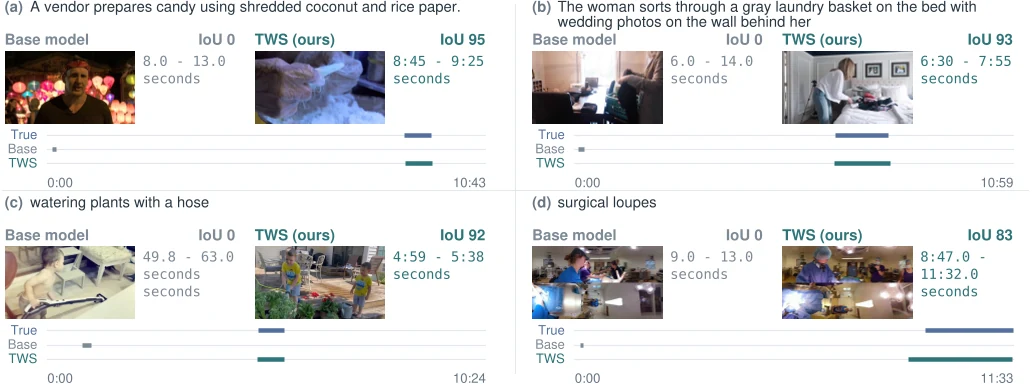 (a) A vendor prepares candy using shredded coconut and rice paper.
Base model IoU 0 TWS (ours) IoU 95
8.0 - 13.0
seconds
8:45 - 9:25
seconds
True
Base
TWS
0:00 10:43
(b) The woman sorts through a gray laundry basket on the bed with
wedding photos on the wall behind her
Base model IoU 0 TWS (ours) IoU 93
6.0 - 14.0
seconds
6:30 - 7:55
seconds
True
Base
TWS
0:00 10:59
(c) watering plants with a hose
Base model IoU 0 TWS (ours) IoU 92
49.8 - 63.0
seconds
4:59 - 5:38
seconds
True
Base
TWS
0:00 10:24
(d) surgical loupes
Base model IoU 0 TWS (ours) IoU 83
9.0 - 13.0
seconds
8:47.0 -
11:32.0
seconds
True
Base
TWS
0:00 11:33